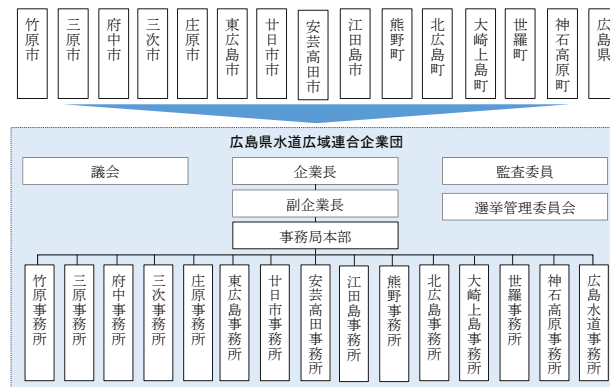 竹原市
三原市
府中市
三次市
庄原市
東広島市
廿日市市
安芸高田市
江田島市
熊野町
北広島町
大崎上島町
世羅町
神石高原町
広島県
広島県水道広域連合企業団
議会
企業長
監査委員
副企業長
選挙管理委員会
事務局本部
竹原事務所
三原事務所
府中事務所
三次事務所
庄原事務所
東広島事務所
廿日市事務所
安芸高田事務所
江田島事務所
熊野事務所
北広島事務所
大崎上島事務所
世羅事務所
神石高原事務所
広島水道事務所